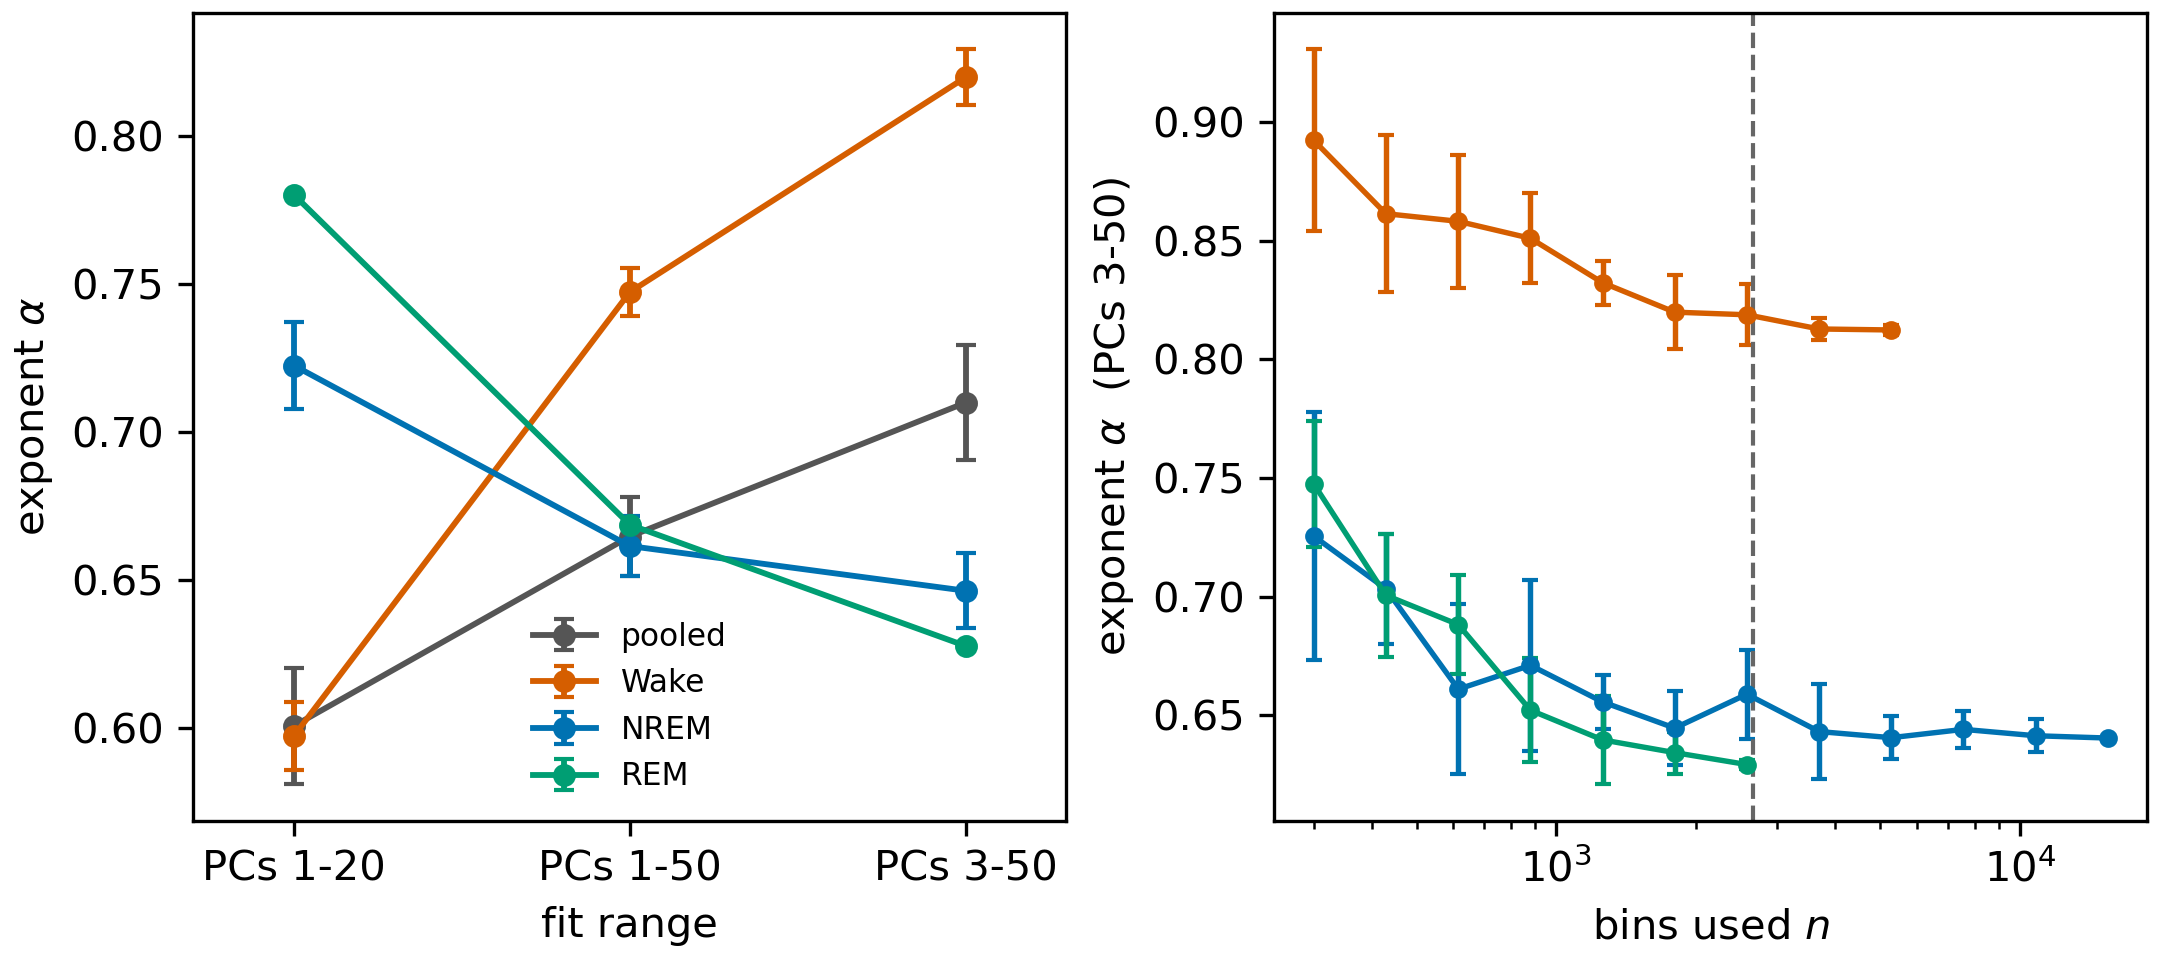 exponent α
0.80
0.75
0.70
0.65
0.60
pooled
Wake
NREM
REM
PCs 1-20
PCs 1-50
PCs 3-50
fit range
exponent α (PCs 3-50)
0.90
0.85
0.80
0.75
0.70
0.65
10³
10⁴
bins used n